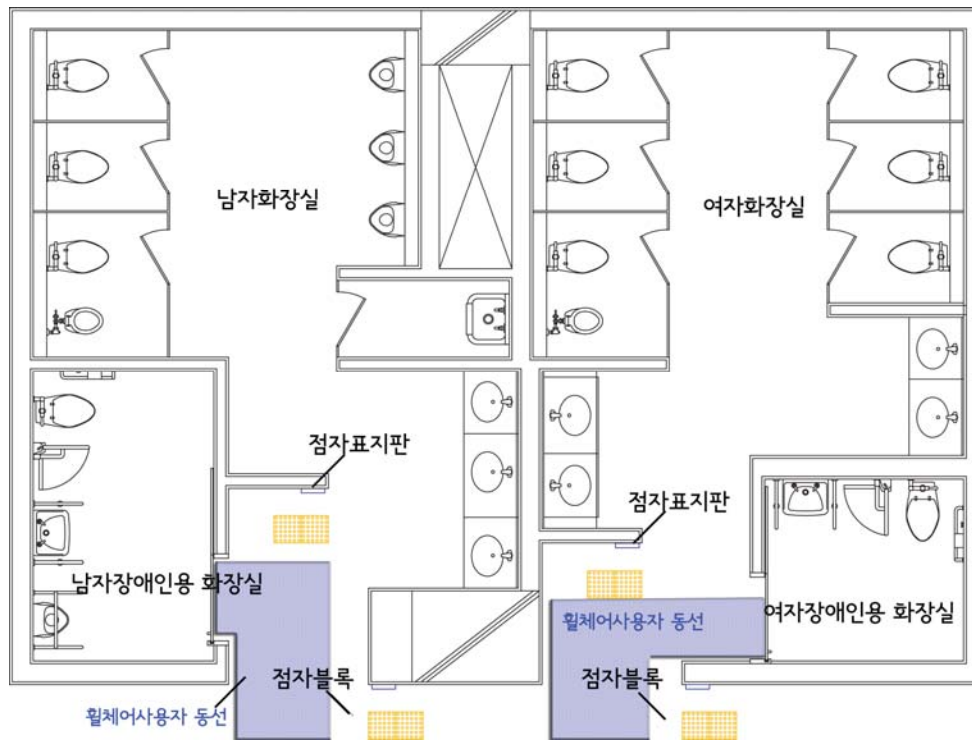 남자화장실
여자화장실
점자표지판
점자표지판
남자장애인용 화장실
여자장애인용 화장실
휠체어사용자 동선
점자블록
점자블록
휠체어사용자 동선